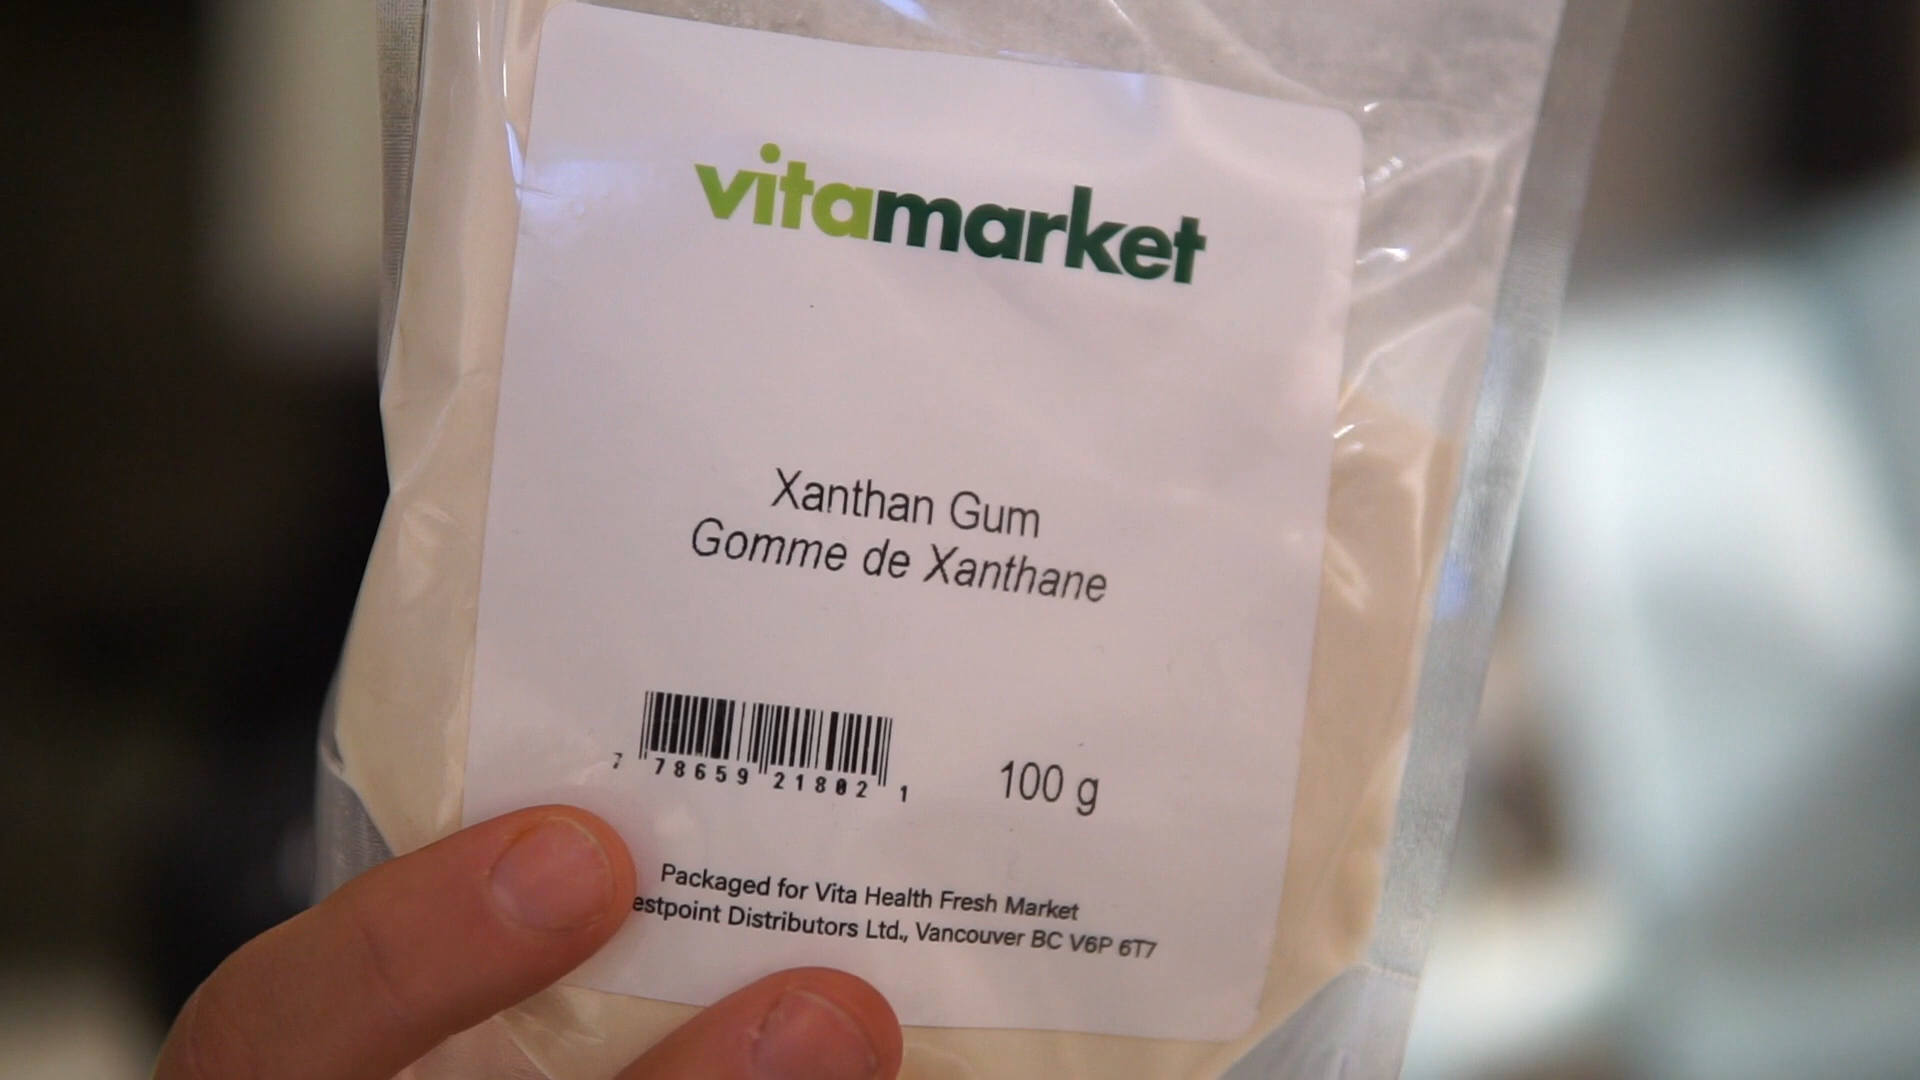 vitamarket
Xanthan Gum
Gomme de Xanthane
7 78659 21802 1
100 g
Packaged for Vita Health Fresh Market
estpoint Distributors Ltd., Vancouver BC V6P 6T7